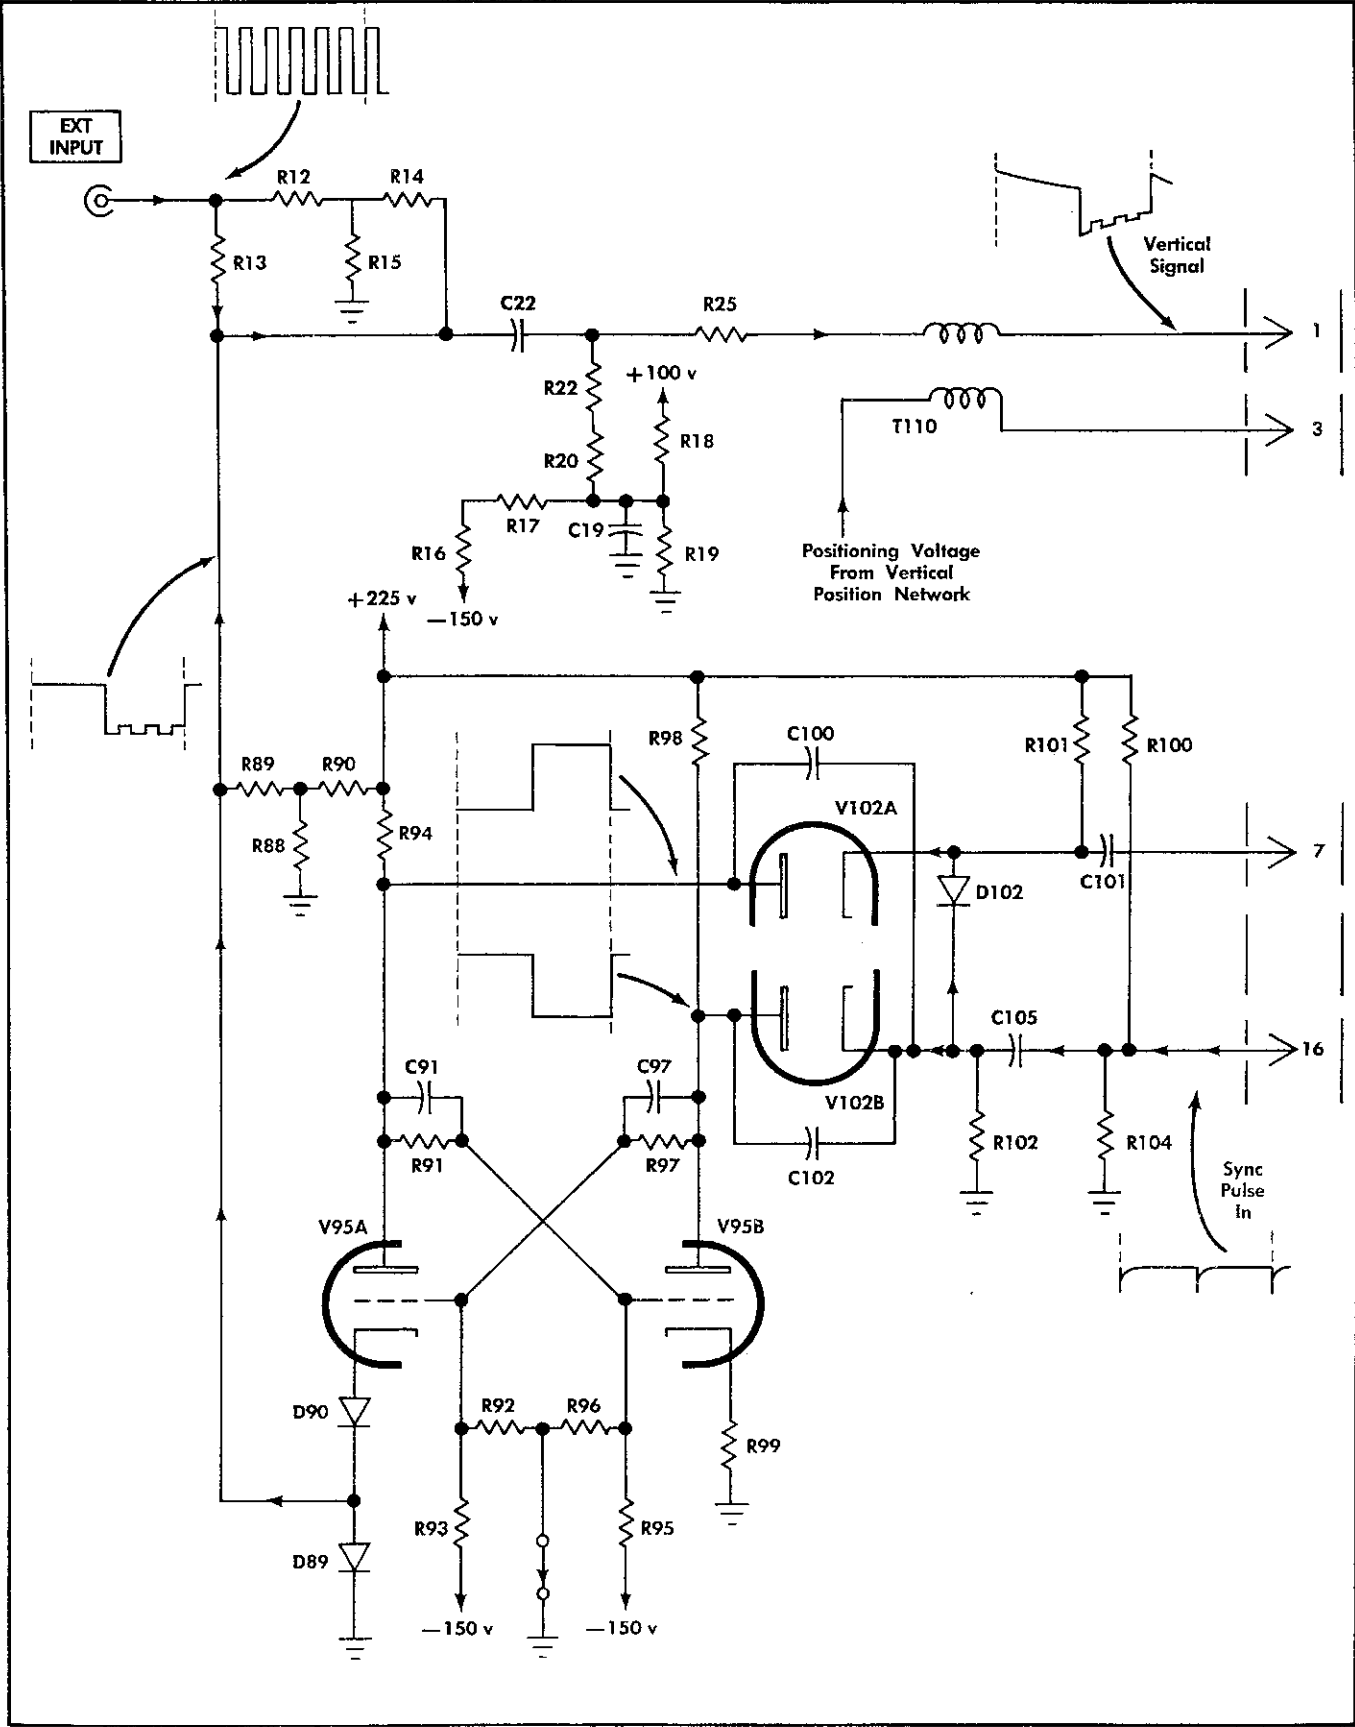 EXT
INPUT
R12
R14
R13
R15
C22
R25
Vertical
Signal
1
R22
+100 v
R18
T110
3
R20
R17
C19
R16
R19
Positioning Voltage
From Vertical
Position Network
+225 v
—150 v
R98
C100
R101
R100
R89
R90
V102A
R88
R94
7
C101
D102
C105
16
C91
C97
V102B
R102
R104
R91
R97
C102
Sync
Pulse
In
V95A
V95B
D90
R92
R96
R99
R93
R95
D89
—150 v
—150 v